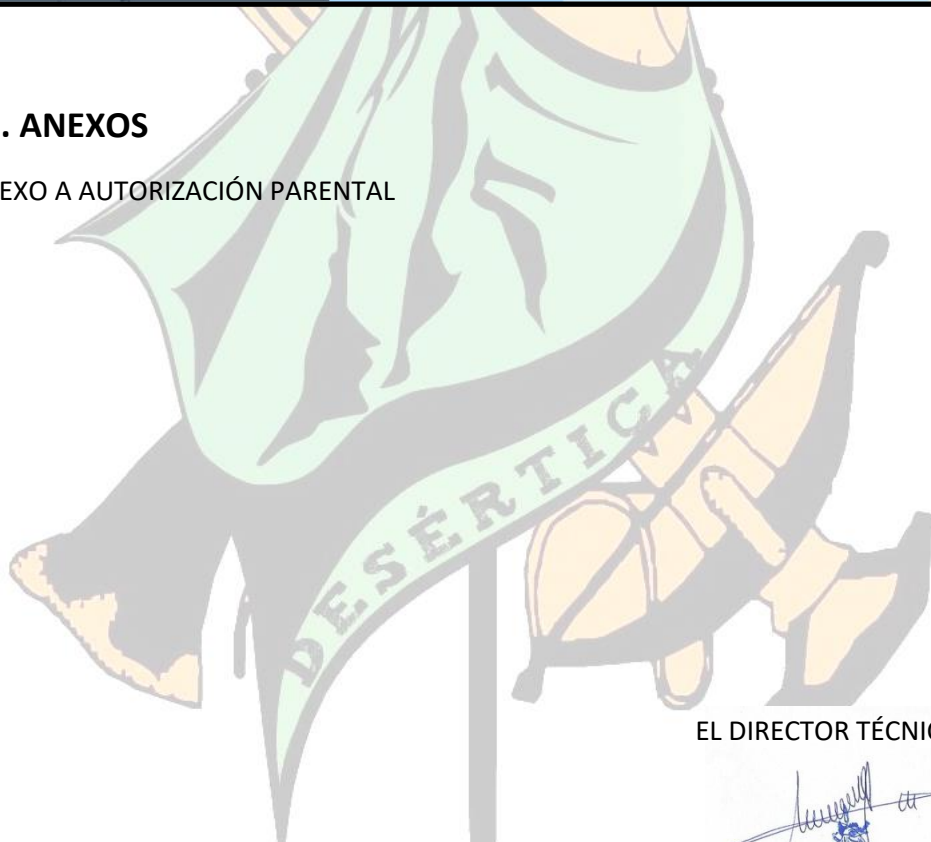 . ANEXOS
EXO A AUTORIZACIÓN PARENTAL
DESÉRTICA
EL DIRECTOR TÉCNIC